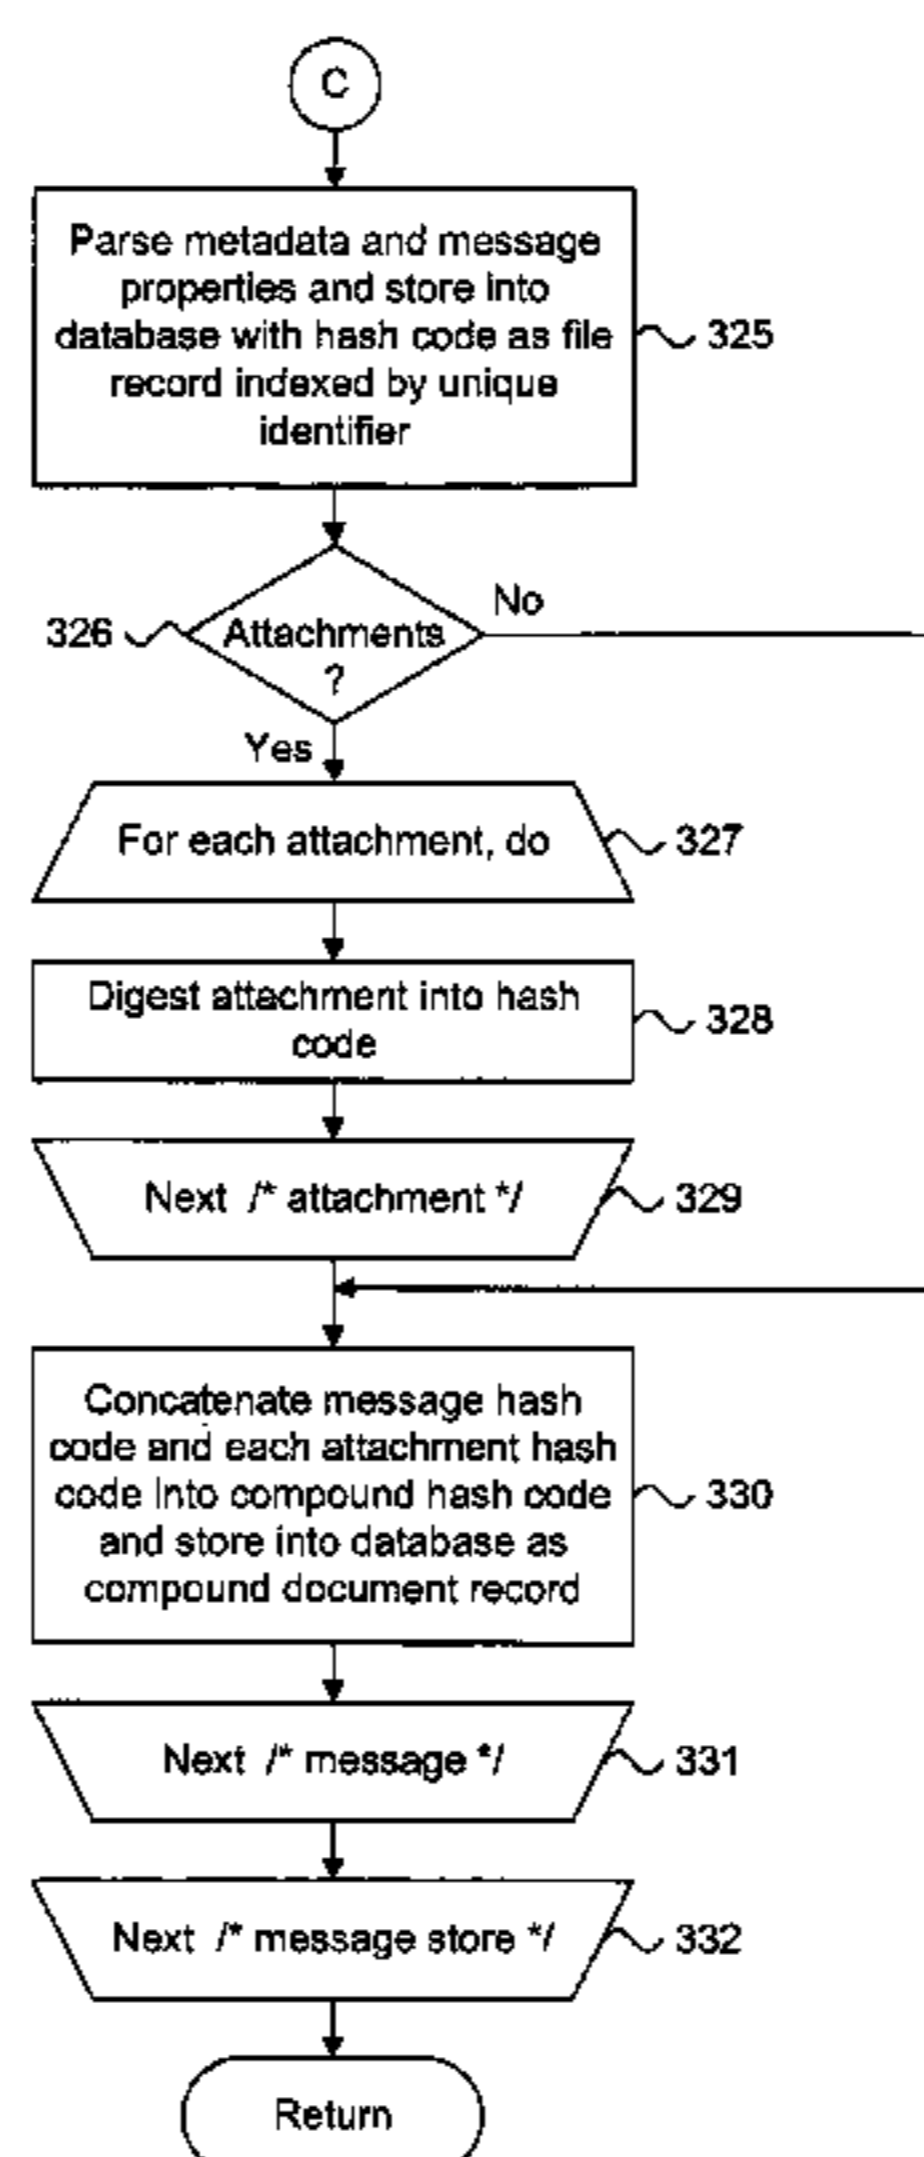 C
Parse metadata and message
properties and store into
database with hash code as file
record indexed by unique
identifier
325
326
Attachments
?
No
Yes
For each attachment, do
327
Digest attachment into hash
code
328
Next /* attachment */
329
Concatenate message hash
code and each attachment hash
code into compound hash code
and store into database as
compound document record
330
Next /* message */
331
Next /* message store */
332
Return